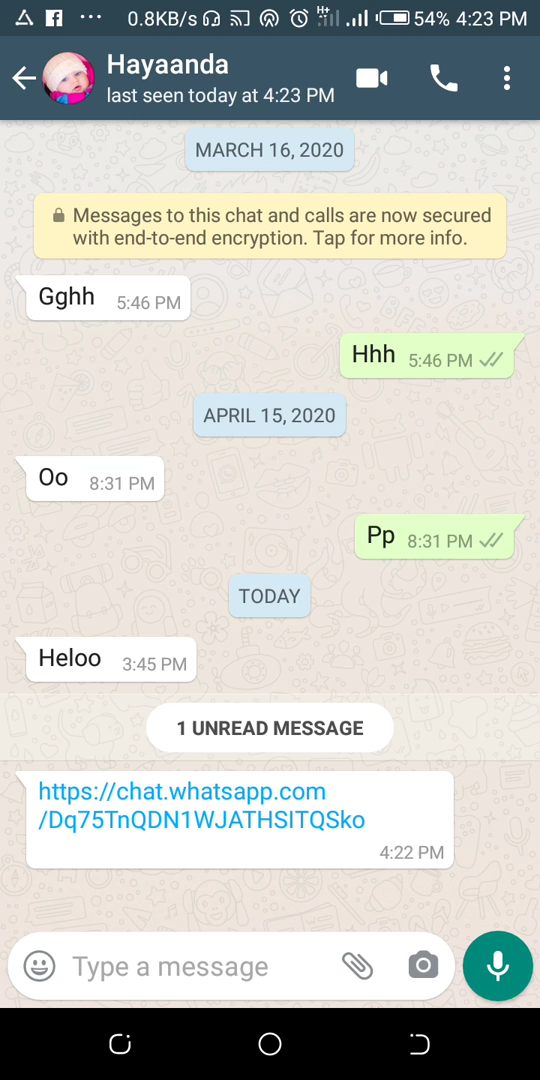 0.8KB/s H+ 54% 4:23 PM
Hayaanda
last seen today at 4:23 PM
MARCH 16, 2020
Messages to this chat and calls are now secured
with end-to-end encryption. Tap for more info.
Gghh 5:46 PM
Hhh 5:46 PM
APRIL 15, 2020
Oo 8:31 PM
Pp 8:31 PM
TODAY
Heloo 3:45 PM
1 UNREAD MESSAGE
https://chat.whatsapp.com
/Dq75TnQDN1WJATHSITQSko
4:22 PM
Type a message